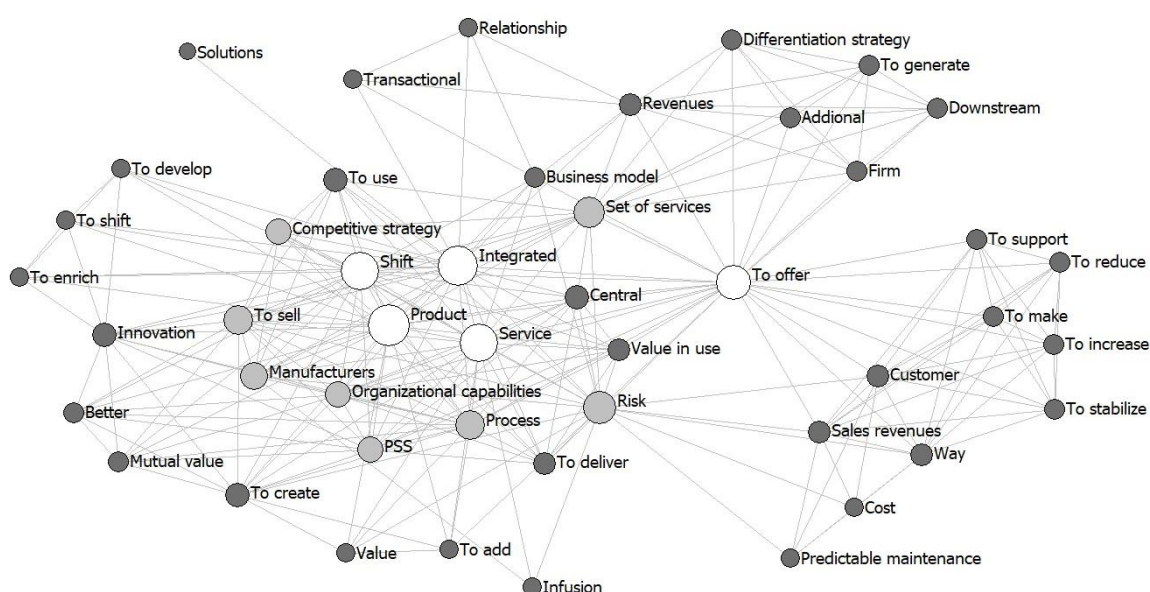 Relationship
Solutions
Differentiation strategy
To generate
Transactional
Revenues
Addional
Downstream
To develop
To use
Business model
Firm
To shift
Competitive strategy
Set of services
To support
To enrich
Shift
Integrated
To offer
To reduce
To sell
Product
Central
To make
Innovation
Service
Value in use
To increase
Manufacturers
Customer
Organizational capabilities
Risk
To stabilize
Better
Process
Sales revenues
PSS
Way
Mutual value
To deliver
To create
Cost
Value
To add
Predictable maintenance
Infusion